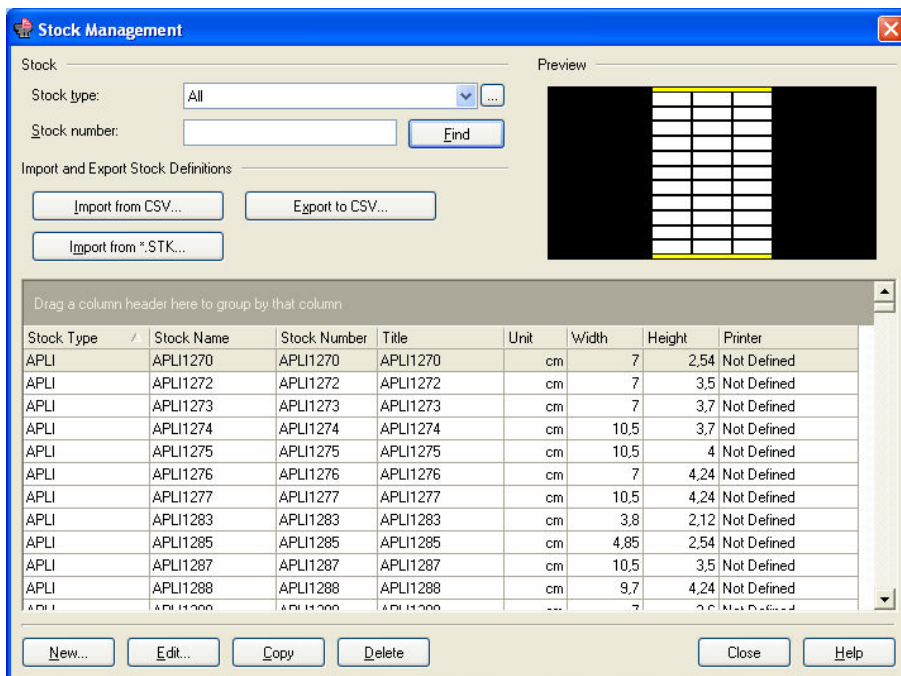 Stock Management
Stock
Preview
Stock type:
All
...
Stock number:
Find
Import and Export Stock Definitions
Import from CSV...
Export to CSV...
Import from *.STK...
Drag a column header here to group by that column
Stock Type Stock Name Stock Number Title Unit Width Height Printer
APLI APLI1270 APLI1270 APLI1270 cm 7 2,54 Not Defined
APLI APLI1272 APLI1272 APLI1272 cm 7 3,5 Not Defined
APLI APLI1273 APLI1273 APLI1273 cm 7 3,7 Not Defined
APLI APLI1274 APLI1274 APLI1274 cm 10,5 3,7 Not Defined
APLI APLI1275 APLI1275 APLI1275 cm 10,5 4 Not Defined
APLI APLI1276 APLI1276 APLI1276 cm 7 4,24 Not Defined
APLI APLI1277 APLI1277 APLI1277 cm 10,5 4,24 Not Defined
APLI APLI1283 APLI1283 APLI1283 cm 3,8 2,12 Not Defined
APLI APLI1285 APLI1285 APLI1285 cm 4,85 2,54 Not Defined
APLI APLI1287 APLI1287 APLI1287 cm 10,5 3,5 Not Defined
APLI APLI1288 APLI1288 APLI1288 cm 9,7 4,24 Not Defined
New... Edit... Copy Delete Close Help